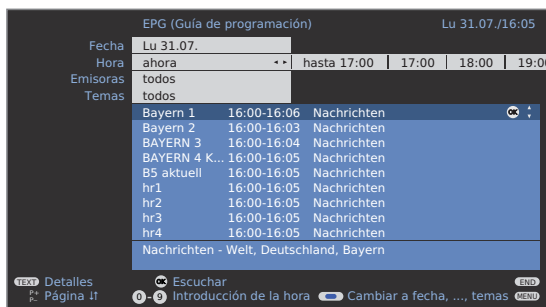 EPG (Guía de programación) Lu 31.07./16:05
Fecha Lu 31.07.
Hora ahora hasta 17:00 17:00 18:00 19:00
Emisoras todos
Temas todos
Bayern 1 16:00-16:06 Nachrichten OK
Bayern 2 16:00-16:03 Nachrichten
BAYERN 3 16:00-16:04 Nachrichten
BAYERN 4 K... 16:00-16:05 Nachrichten
B5 aktuell 16:00-16:05 Nachrichten
hr1 16:00-16:05 Nachrichten
hr2 16:00-16:05 Nachrichten
hr3 16:00-16:05 Nachrichten
hr4 16:00-16:05 Nachrichten
Nachrichten - Welt, Deutschland, Bayern
TEXT Detalles OK Escuchar END
P+ P- Página 0-9 Introducción de la hora Cambiar a fecha, ..., temas MENU